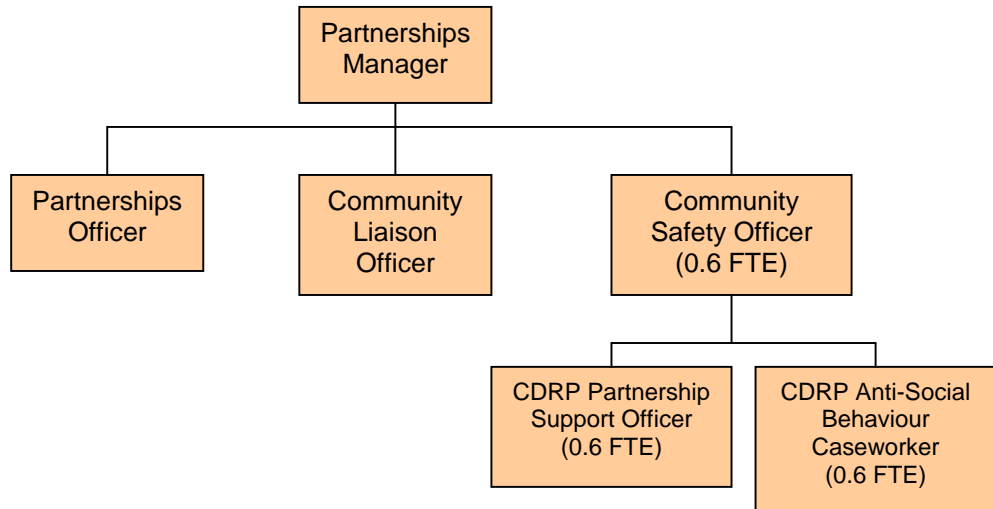 Partnerships
Manager
Partnerships
Officer
Community
Liaison
Officer
Community
Safety Officer
(0.6 FTE)
CDRP Partnership
Support Officer
(0.6 FTE)
CDRP Anti-Social
Behaviour
Caseworker
(0.6 FTE)